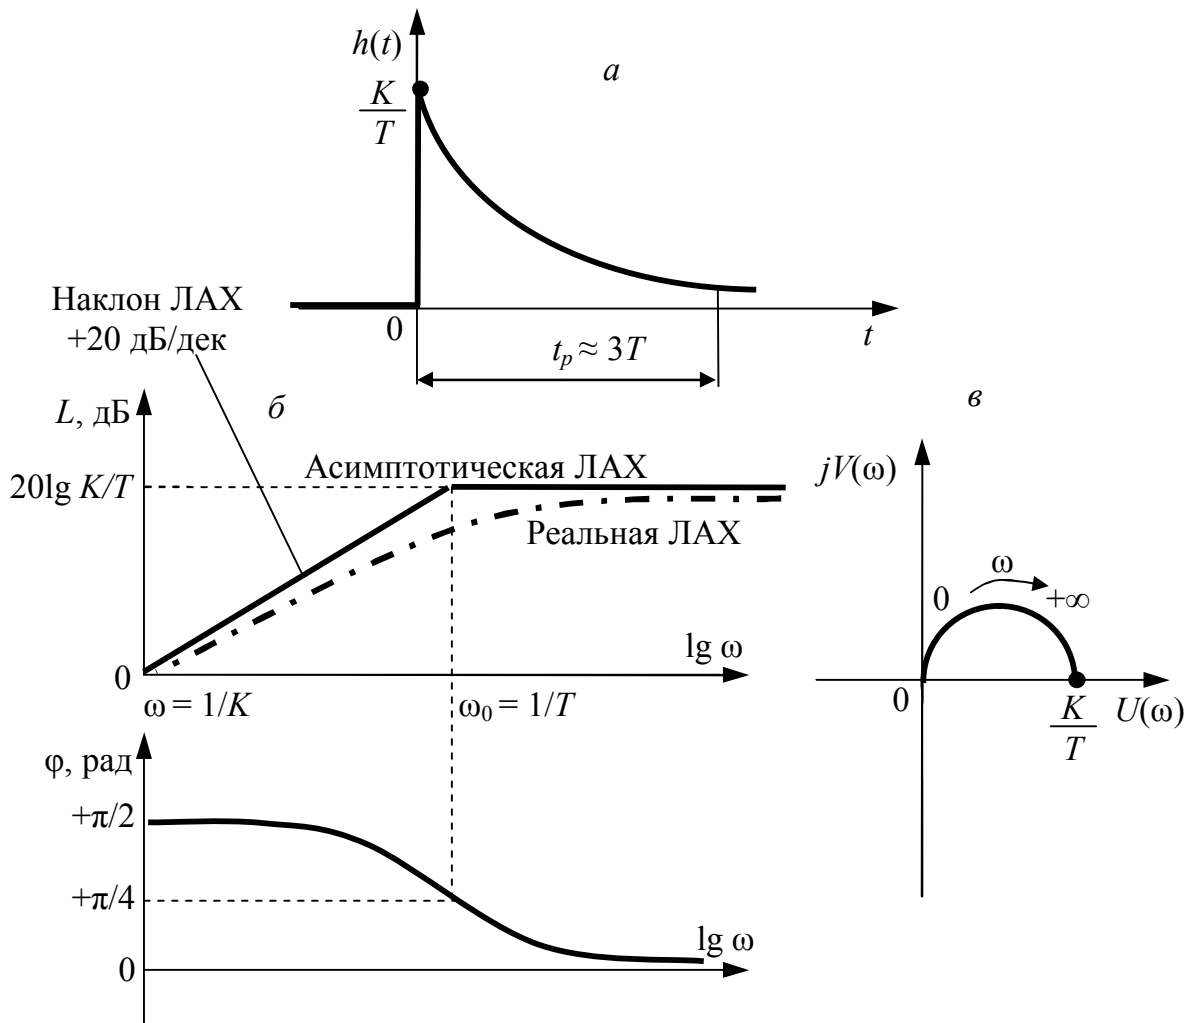 h(t)
а
K
T
0
t
tp ≈ 3T
Наклон ЛАХ
+20 дБ/дек
L, дБ
б
20lg K/T
Асимптотическая ЛАХ
Реальная ЛАХ
lg ω
0
ω = 1/K
ω0 = 1/T
φ, рад
+π/2
+π/4
lg ω
0
в
jV(ω)
ω
0
+∞
0
K
T
U(ω)